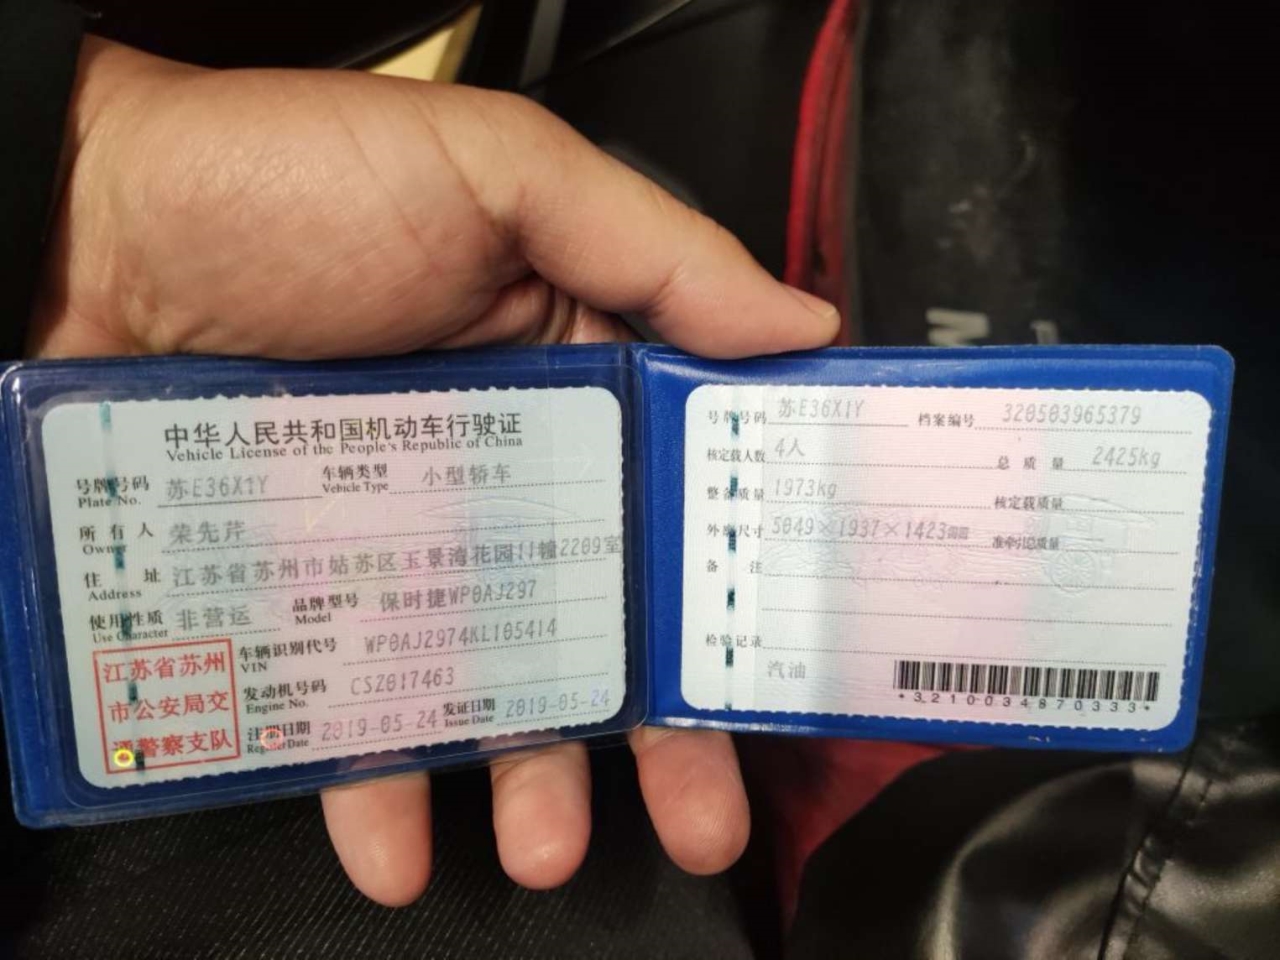 中华人民共和国机动车行驶证
Vehicle License of the People's Republic of China
号牌号码 苏E36X1Y 车辆类型 小型轿车
Plate No. Vehicle Type
所有人 荣先芹
Owner
住址 江苏省苏州市姑苏区玉景湾花园11幢2209室
Address
使用性质 非营运 品牌型号 保时捷WP0AJ297
Use Character Model
江苏省苏州
市公安局交
通警察支队
车辆识别代号 WP0AJ2974KL105414
VIN
发动机号码 CSZ017463
Engine No.
注册日期 2019-05-24 发证日期 2019-05-24
Register Date Issue Date
号牌号码 苏E36X1Y 档案编号 320503965379
核定载人数 4人 总质量 2425kg
整备质量 1973kg 核定载质量
外廓尺寸 5049×1937×1423mm 准牵引总质量
备注
检验记录
汽油
*3210034870333*